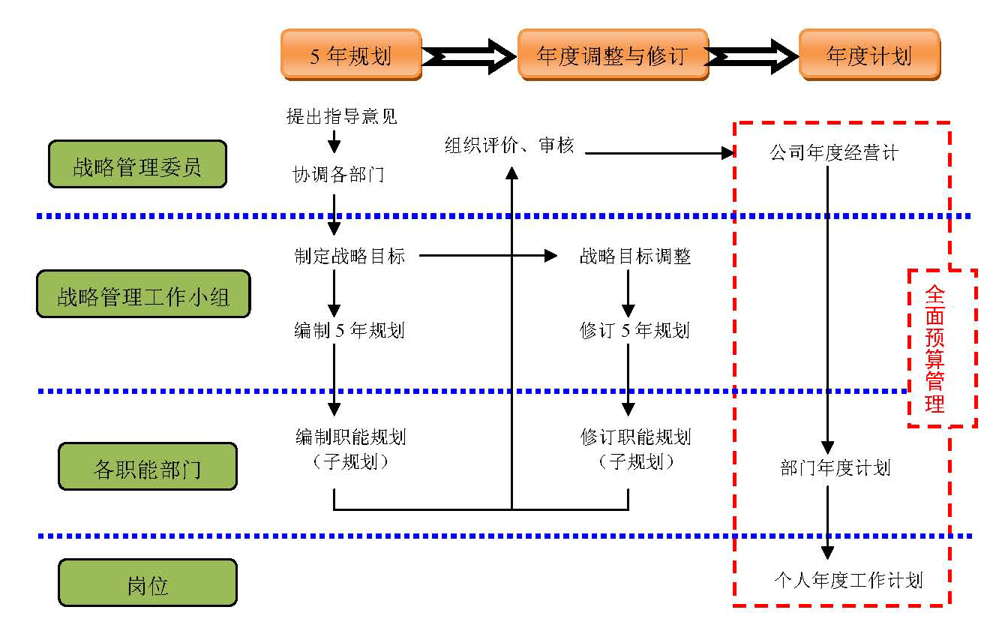 5 年规划
年度调整与修订
年度计划
提出指导意见
组织评价、审核
公司年度经营计
战略管理委员
协调各部门
制定战略目标
战略目标调整
战略管理工作小组
全面预算管理
编制 5 年规划
修订 5 年规划
编制职能规划
（子规划）
修订职能规划
（子规划）
各职能部门
部门年度计划
岗位
个人年度工作计划